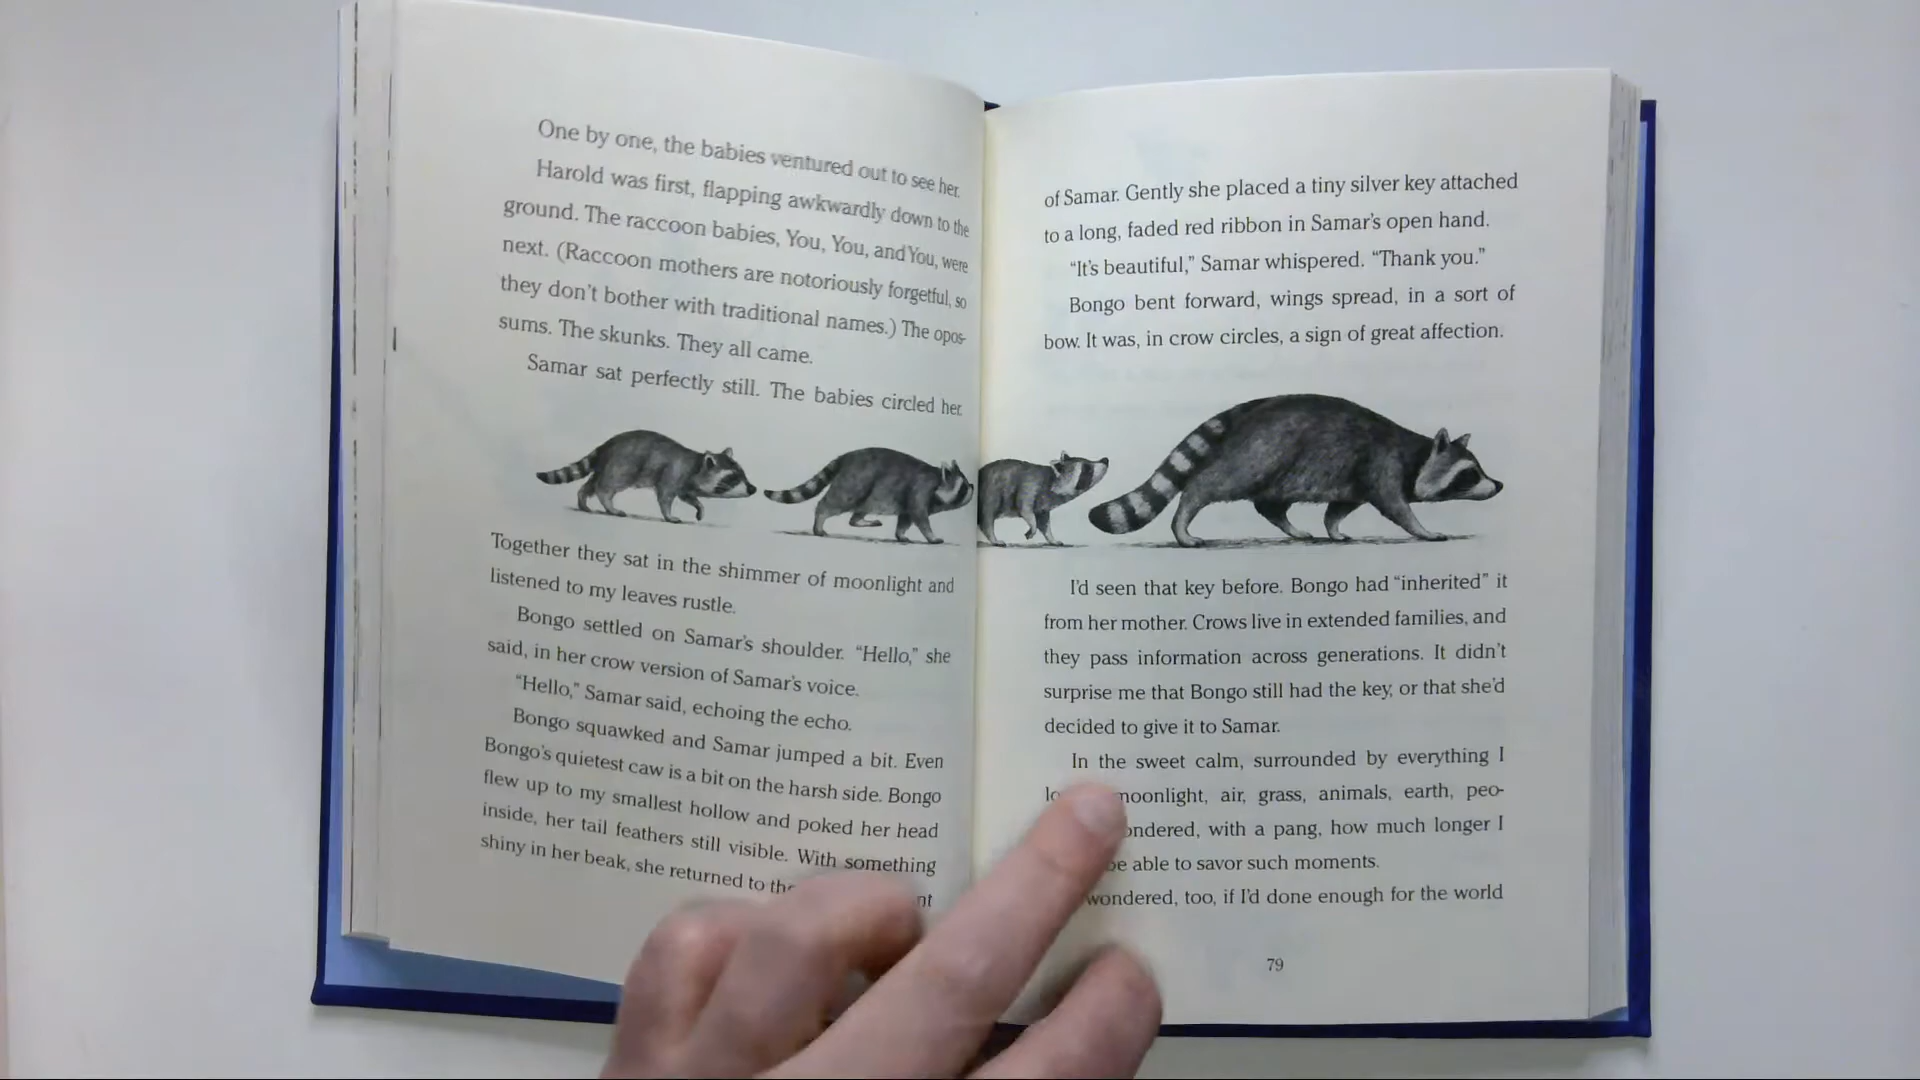 One by one, the babies ventured out to see her.
Harold was first, flapping awkwardly down to the
ground. The raccoon babies, You, You, and You, were
next. (Raccoon mothers are notoriously forgetful, so
they don't bother with traditional names.) The opos-
sums. The skunks. They all came.
Samar sat perfectly still. The babies circled her.
Together they sat in the shimmer of moonlight and
listened to my leaves rustle.
Bongo settled on Samar's shoulder. “Hello,” she
said, in her crow version of Samar's voice.
“Hello,” Samar said, echoing the echo.
Bongo squawked and Samar jumped a bit. Even
Bongo's quietest caw is a bit on the harsh side. Bongo
flew up to my smallest hollow and poked her head
inside, her tail feathers still visible. With something
shiny in her beak, she returned to the
of Samar. Gently she placed a tiny silver key attached
to a long, faded red ribbon in Samar's open hand.
“It's beautiful,” Samar whispered. “Thank you.”
Bongo bent forward, wings spread, in a sort of
bow. It was, in crow circles, a sign of great affection.
I'd seen that key before. Bongo had “inherited” it
from her mother. Crows live in extended families, and
they pass information across generations. It didn't
surprise me that Bongo still had the key, or that she'd
decided to give it to Samar.
In the sweet calm, surrounded by everything I
moonlight, air, grass, animals, earth, peo-
with a pang, how much longer I
be able to savor such moments.
wondered, too, if I'd done enough for the world
79